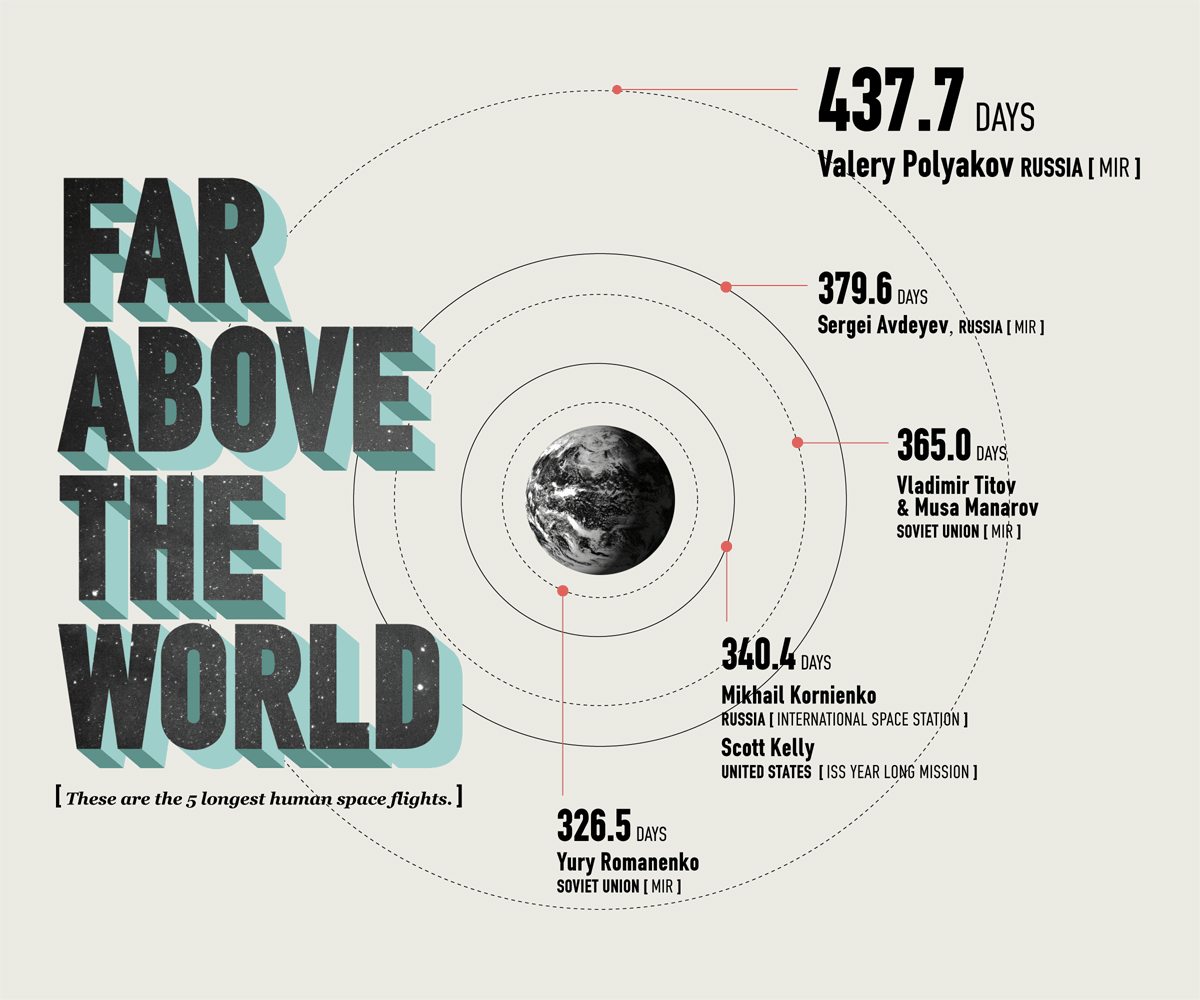 FAR
ABOVE
THE
WORLD
[ These are the 5 longest human space flights. ]
437.7 DAYS
Valery Polyakov RUSSIA [ MIR ]
379.6 DAYS
Sergei Avdeyev, RUSSIA [ MIR ]
365.0 DAYS
Vladimir Titov
& Musa Manarov
SOVIET UNION [ MIR ]
340.4 DAYS
Mikhail Kornienko
RUSSIA [ INTERNATIONAL SPACE STATION ]
Scott Kelly
UNITED STATES [ ISS YEAR LONG MISSION ]
326.5 DAYS
Yury Romanenko
SOVIET UNION [ MIR ]